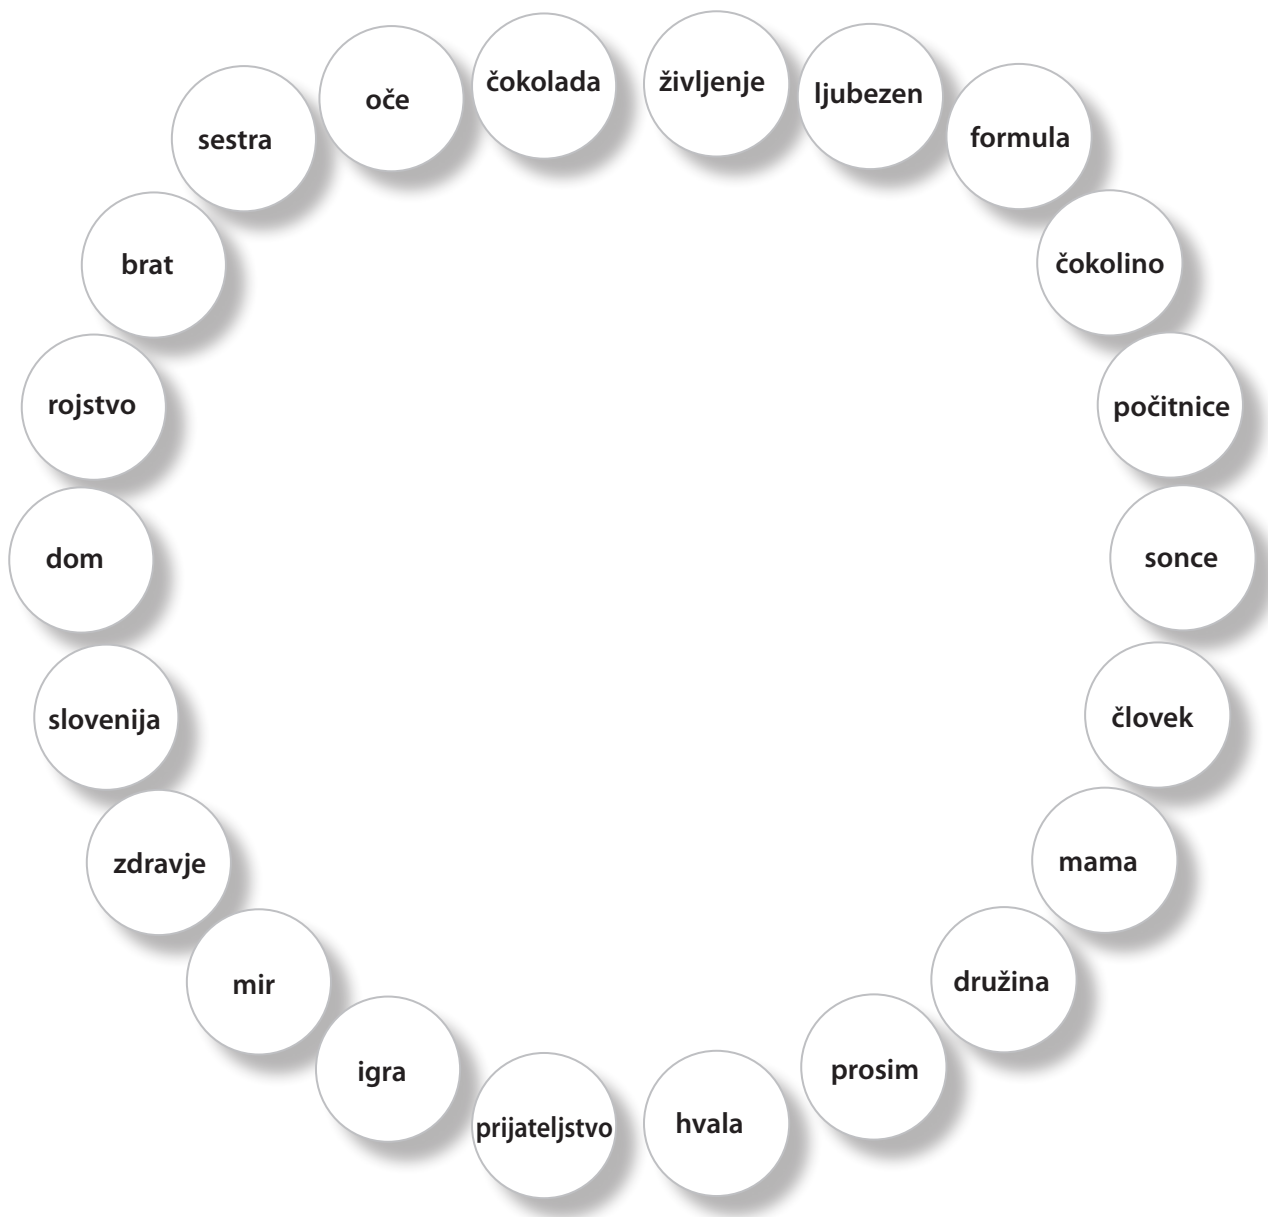 čokolada
življenje
ljubezen
formula
čokolino
počitnice
sonce
človek
mama
družina
prosim
hvala
prijateljstvo
igra
mir
zdravje
slovenija
dom
rojstvo
brat
sestra
oče